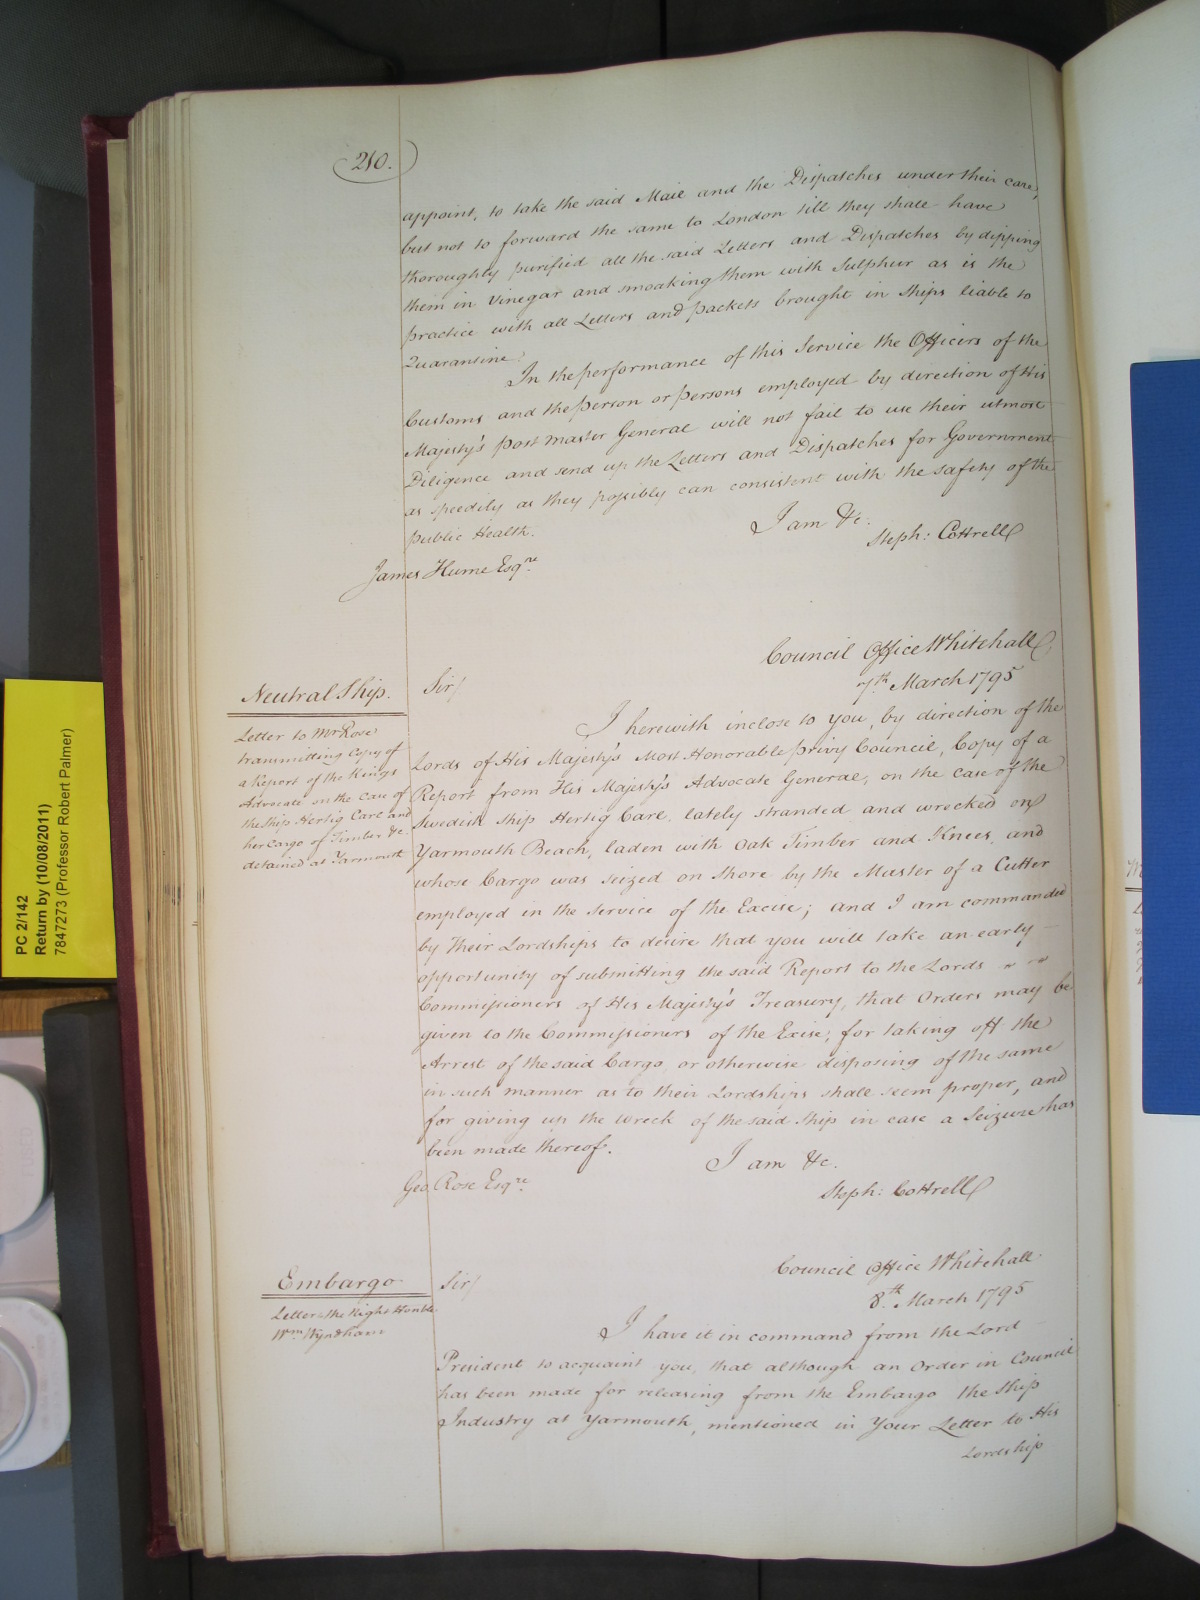 210.
appoint, to take the said Mail and the Dispatches under their care,
but not to forward the same to London till they shall have
thoroughly purified all the said Letters and Dispatches by dipping
them in Vinegar and smoaking them with Sulphur as is the
practice with all Letters and packets brought in Ships liable to
Quarantine.
In the performance of this Service the Officers of the
Customs and the person or persons employed by direction of His
Majesty's Post Master General will not fail to use their utmost
Diligence and send up the Letters and Dispatches for Government
as speedily as they possibly can consistent with the safety of the
public Health.
I am &c.
Steph: Cottrell
James Hume Esqre.
Council Office Whitehall
7th. March 1795
Neutral Ship.
Letter to Mr Rose
transmitting Copy of
a Report of the Kings
Advocate on the Case of
the Ship Hertig Carl and
her Cargo of Timber &c.
detained at Yarmouth
Sir/
I herewith inclose to you, by direction of the
Lords of His Majesty's Most Honorable privy Council, Copy of a
Report from His Majesty's Advocate General, on the case of the
Swedish Ship Hertig Carl, lately stranded and wrecked on
Yarmouth Beach, laden with Oak Timber and Knees, and
whose Cargo was seized on shore by the Master of a Cutter
employed in the Service of the Excise; and I am commanded
by Their Lordships to desire that you will take an early
opportunity of submitting the said Report to the Lords
Commissioners of His Majesty's Treasury, that Orders may be
given to the Commissioners of the Exise, for taking off the
Arrest of the said Cargo, or otherwise disposing of the same
in such manner as to their Lordships shall seem proper, and
for giving up the Wreck of the said Ship in case a Seizure has
been made thereof.
I am &c.
Geo. Rose Esqre.
Steph: Cottrell
Council Office Whitehall
8th. March 1795
Embargo
Letter the Right Honble.
Wm Wyndham
Sir/
I have it in command from the Lord
President to acquaint you, that although an Order in Council
has been made for releasing from the Embargo the Ship
Industry at Yarmouth, mentioned in Your Letter to His
Lordship
PC 2/142
Return by (10/08/2011)
7847273 (Professor Robert Palmer)